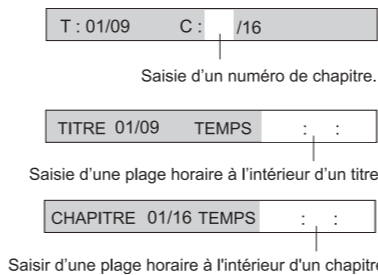 T : 01/09 C : /16
Saisie d'un numéro de chapitre.
TITRE 01/09 TEMPS : :
Saisie d'une plage horaire à l'intérieur d'un titre
CHAPITRE 01/16 TEMPS : :
Saisir d'une plage horaire à l'intérieur d'un chapitre